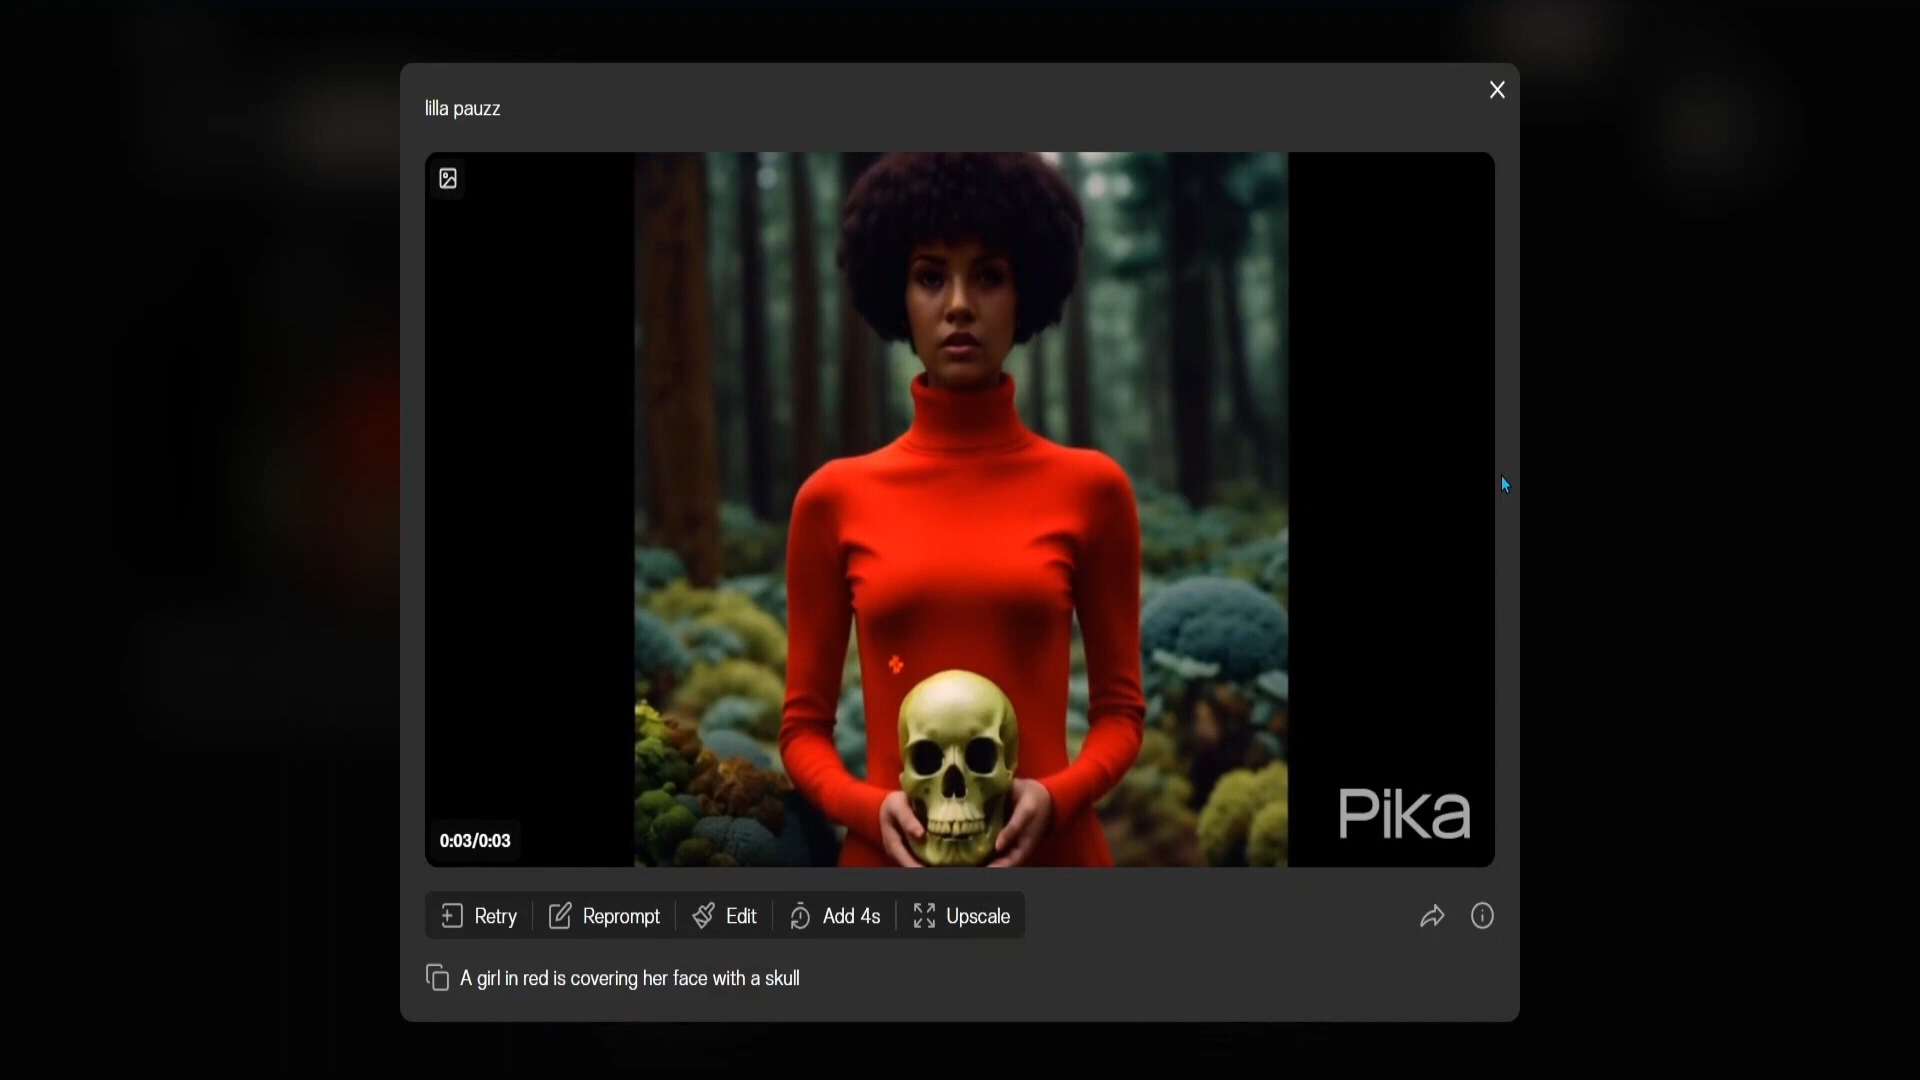 lilla pauzz
0:03/0:03
Pika
Retry
Reprompt
Edit
Add 4s
Upscale
A girl in red is covering her face with a skull